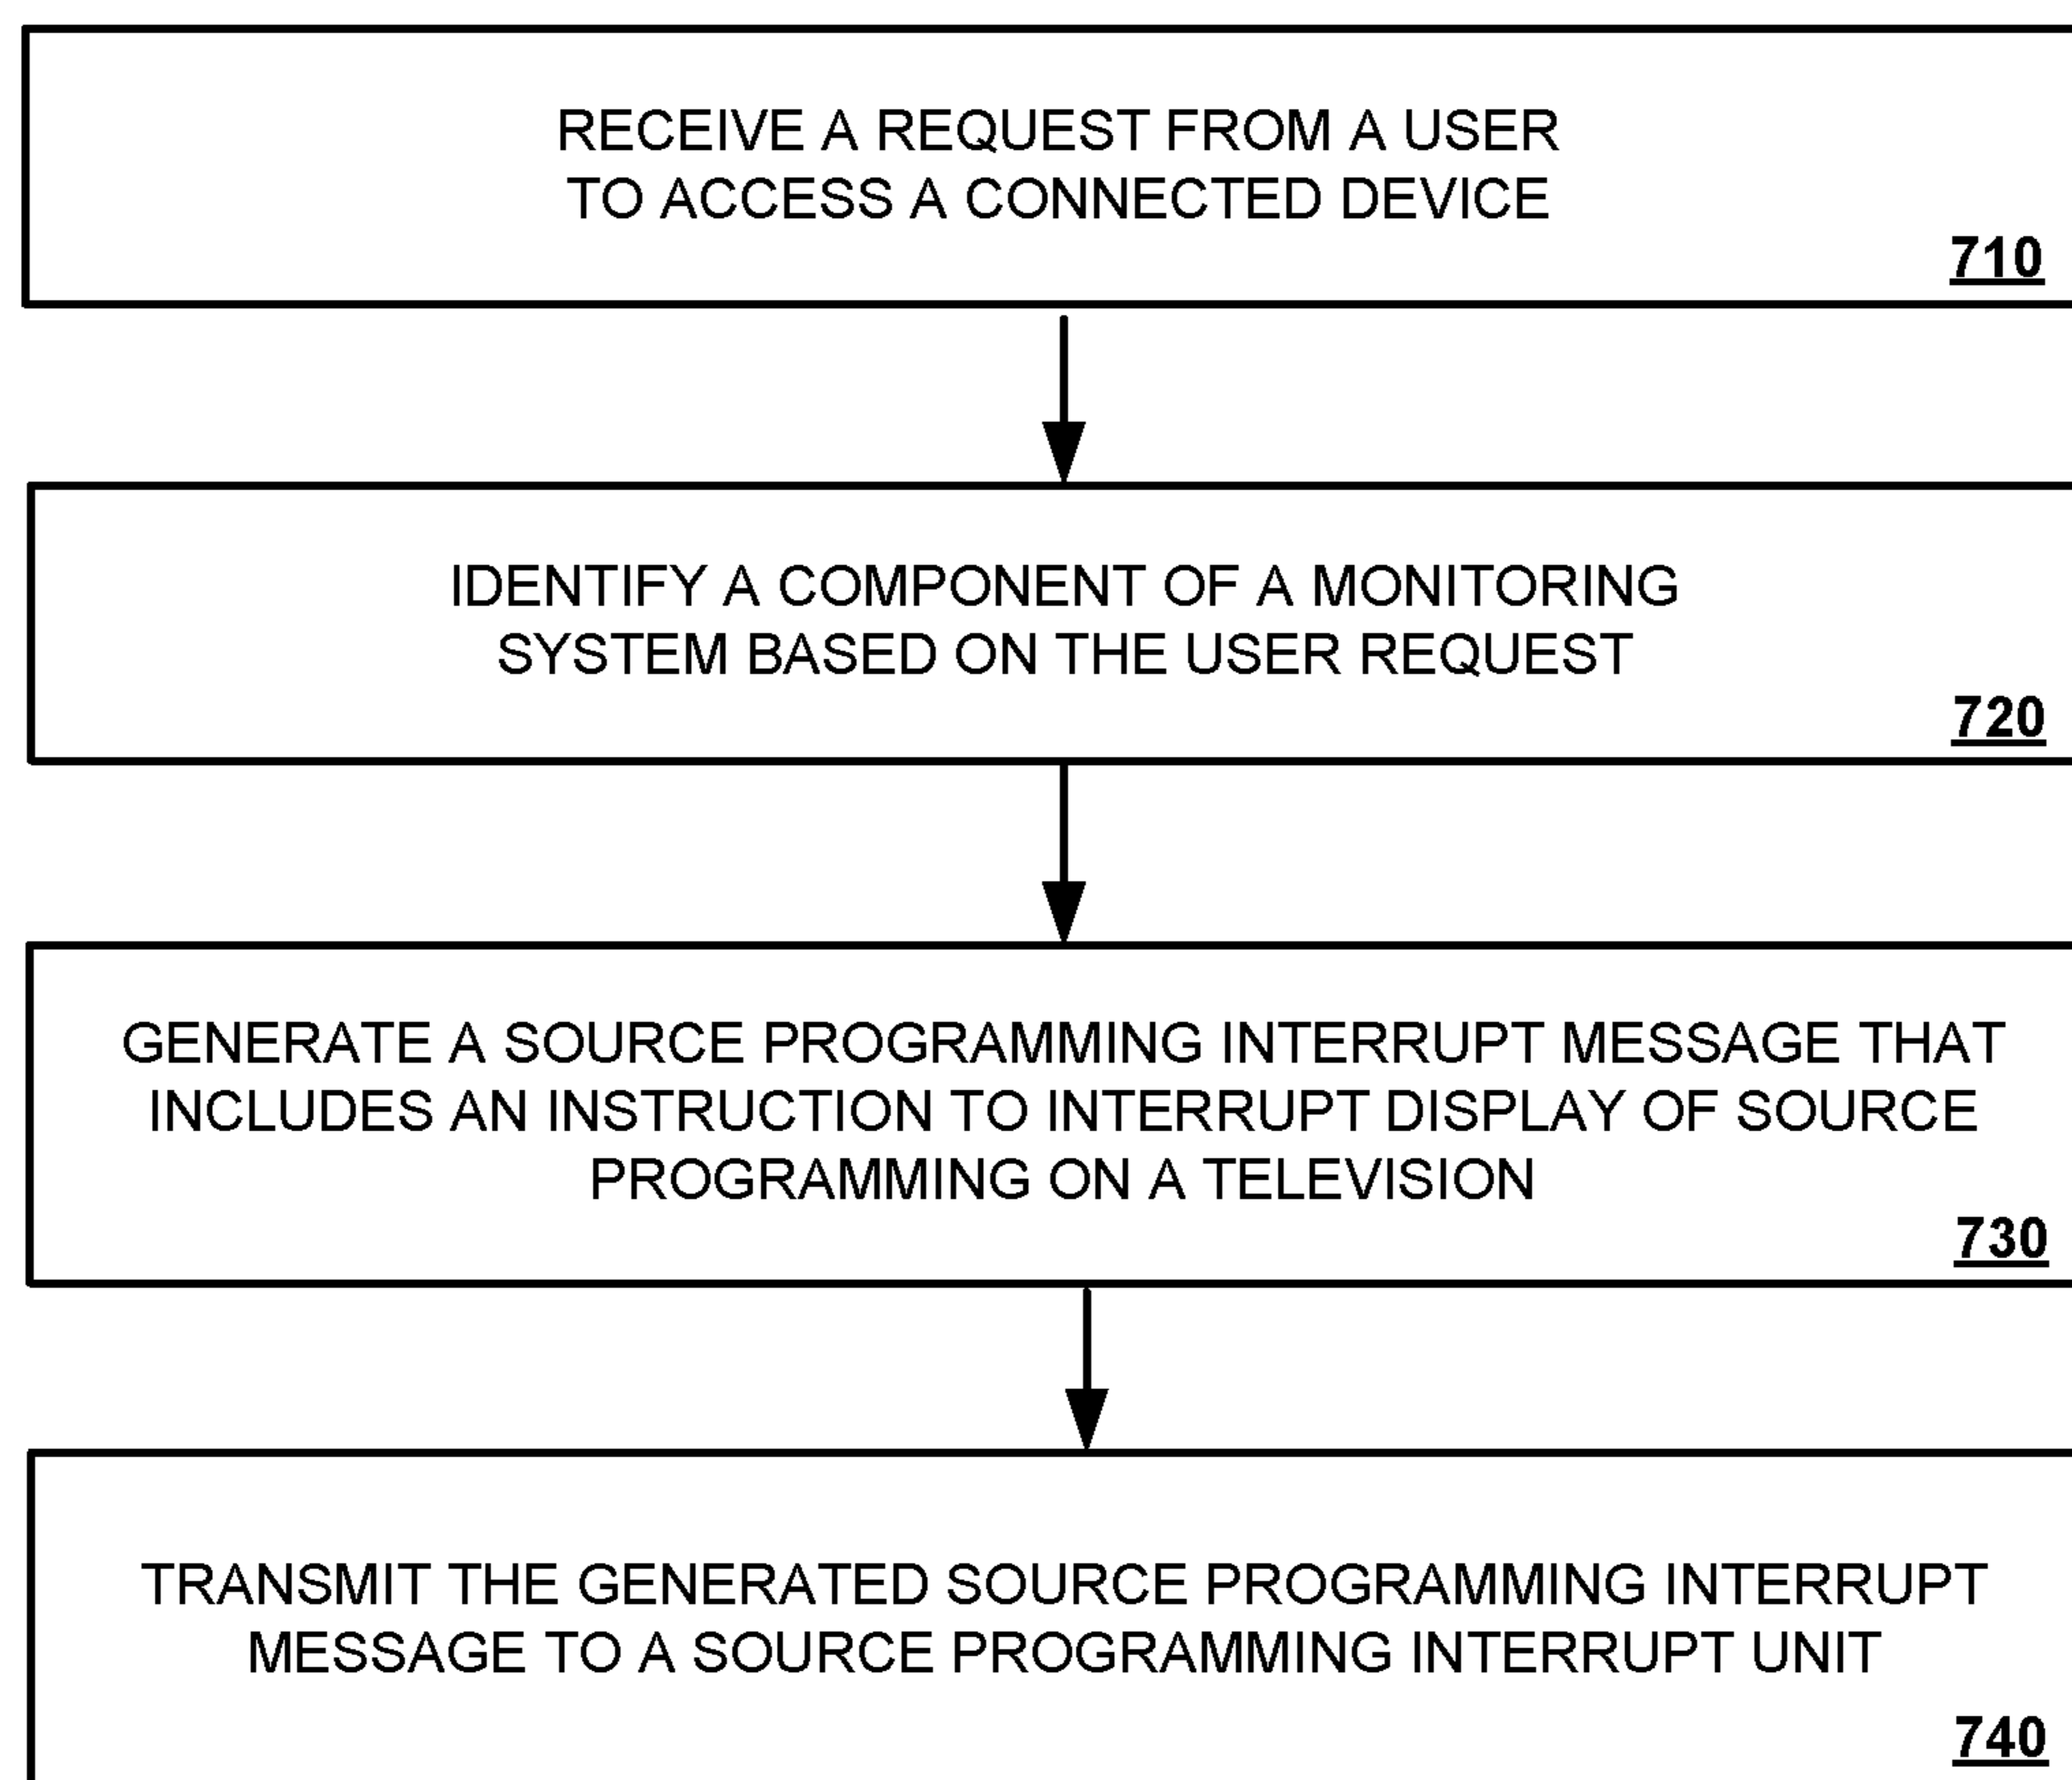 RECEIVE A REQUEST FROM A USER
TO ACCESS A CONNECTED DEVICE
710
IDENTIFY A COMPONENT OF A MONITORING
SYSTEM BASED ON THE USER REQUEST
720
GENERATE A SOURCE PROGRAMMING INTERRUPT MESSAGE THAT
INCLUDES AN INSTRUCTION TO INTERRUPT DISPLAY OF SOURCE
PROGRAMMING ON A TELEVISION
730
TRANSMIT THE GENERATED SOURCE PROGRAMMING INTERRUPT
MESSAGE TO A SOURCE PROGRAMMING INTERRUPT UNIT
740